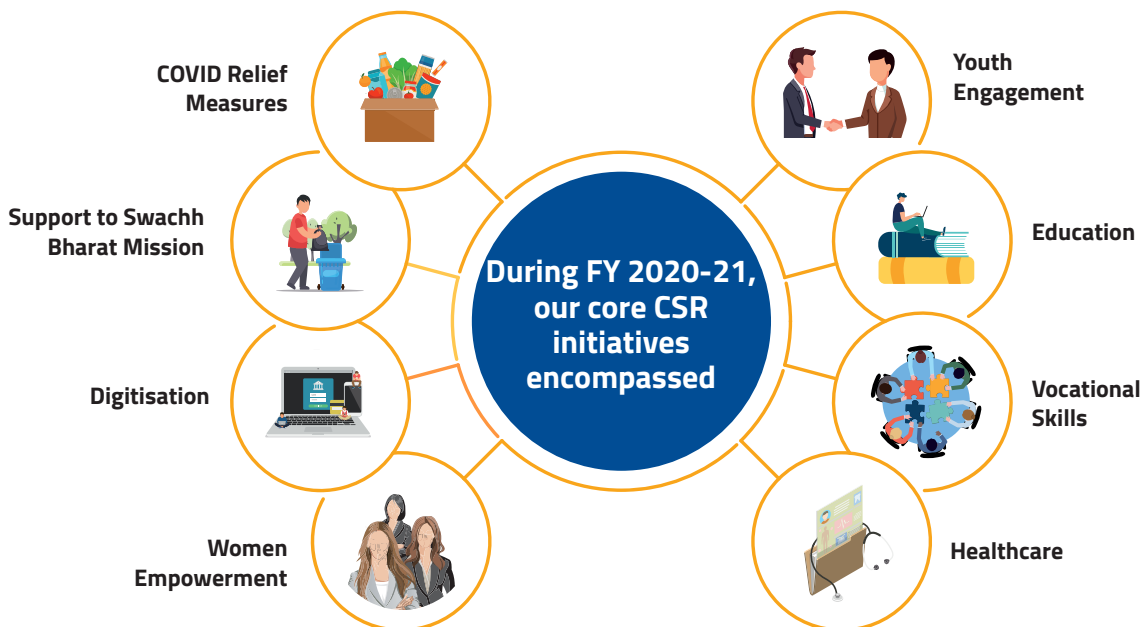 COVID Relief
Measures
Support to Swachh
Bharat Mission
Digitisation
Women
Empowerment
During FY 2020-21,
our core CSR
initiatives
encompassed
Youth
Engagement
Education
Vocational
Skills
Healthcare